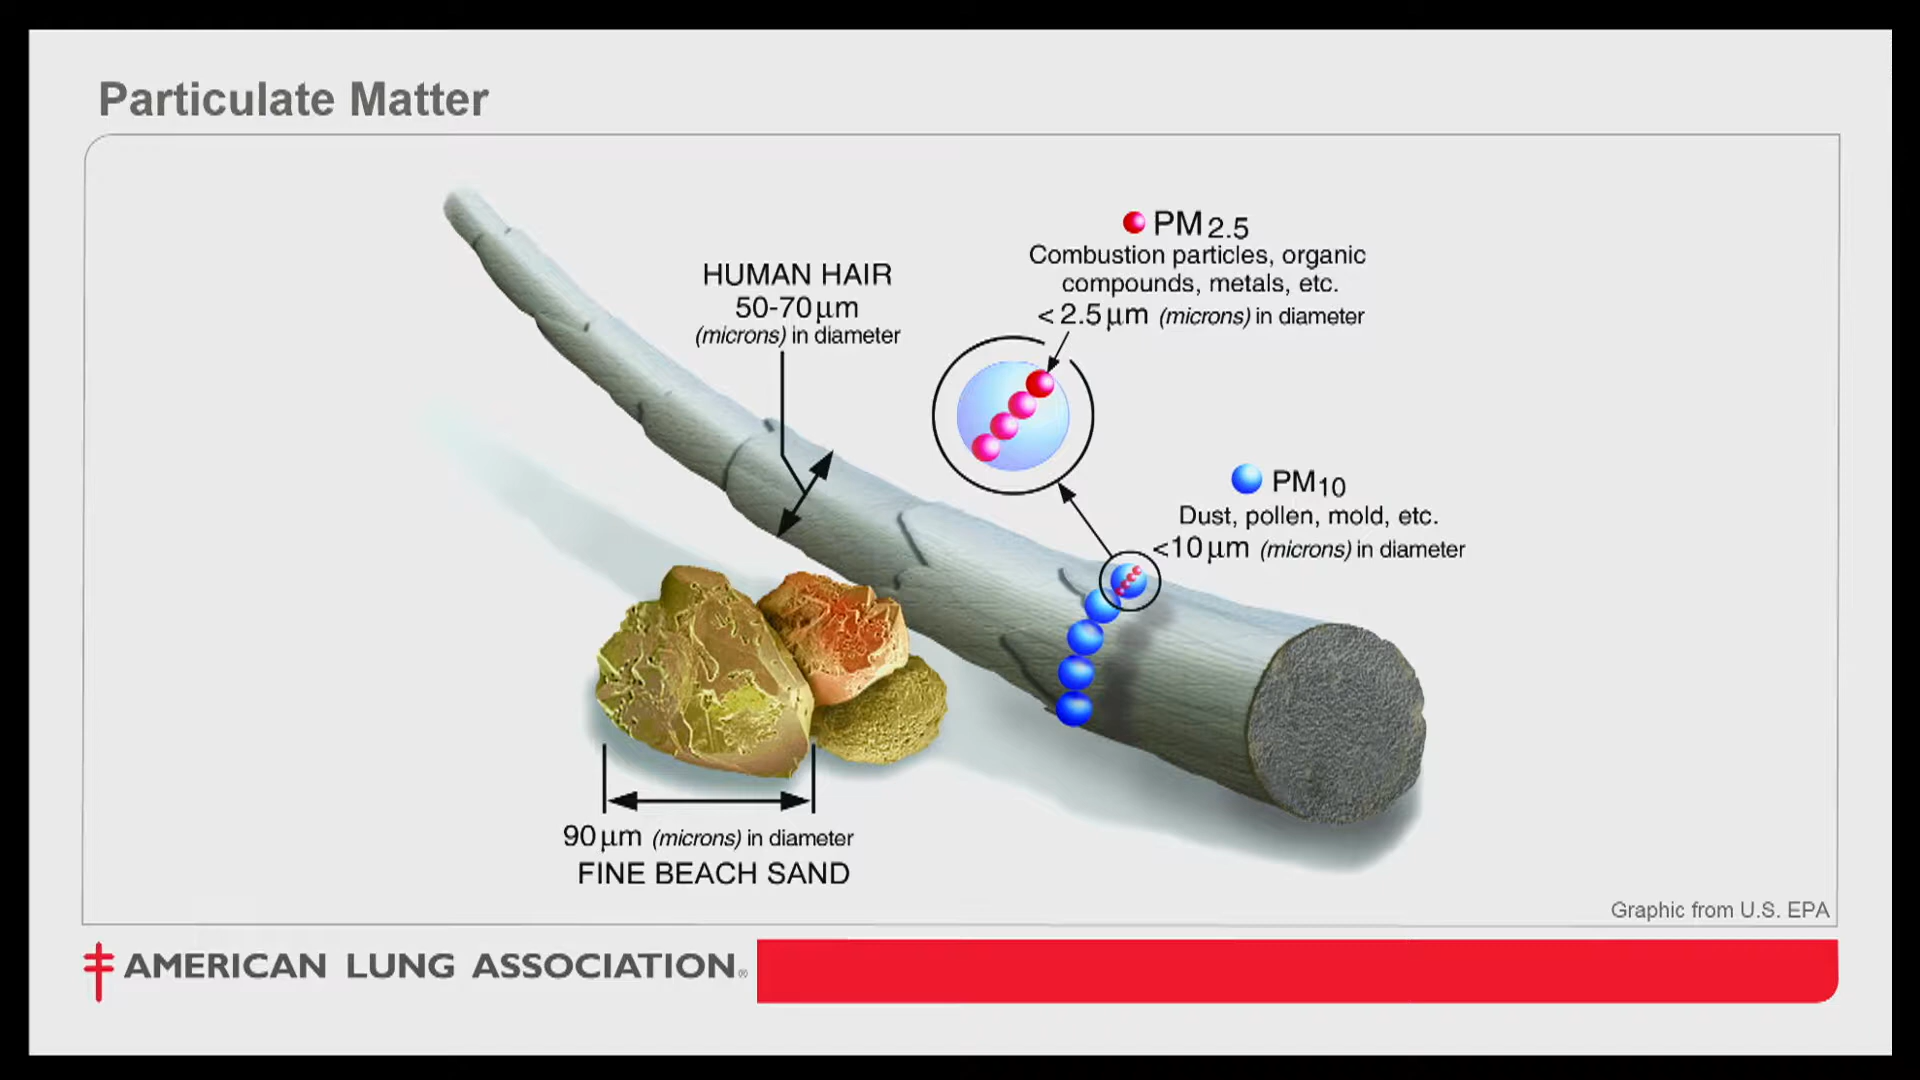 Particulate Matter
HUMAN HAIR
50-70 µm
(microns) in diameter
PM2.5
Combustion particles, organic
compounds, metals, etc.
< 2.5 µm (microns) in diameter
PM10
Dust, pollen, mold, etc.
<10 µm (microns) in diameter
90 µm (microns) in diameter
FINE BEACH SAND
Graphic from U.S. EPA
AMERICAN LUNG ASSOCIATION®